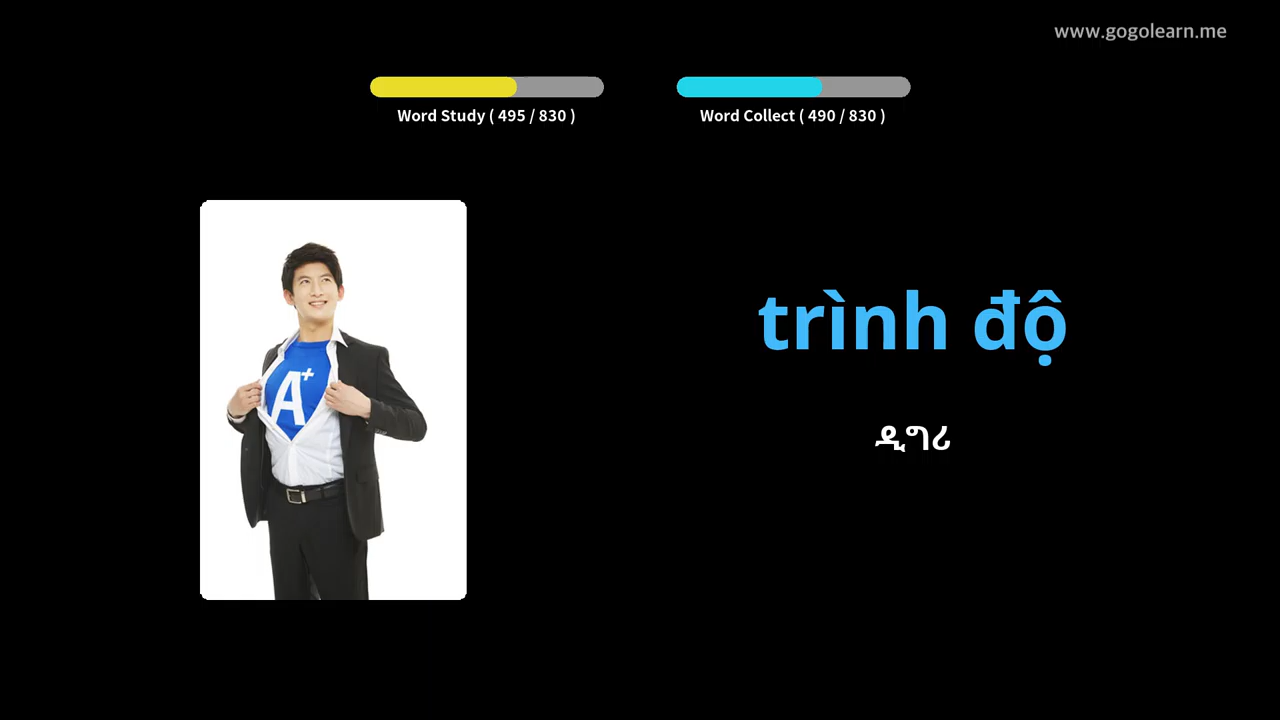 www.gogolearn.me
Word Study ( 495 / 830 )
Word Collect ( 490 / 830 )
A+
trình độ
ዲግሪ